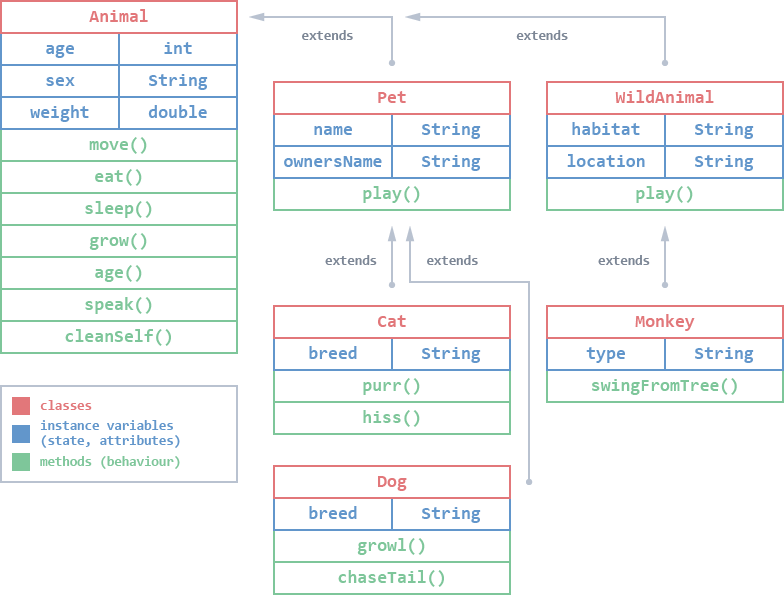 Animal
age int
sex String
weight double
move()
eat()
sleep()
grow()
age()
speak()
cleanSelf()
extends
extends
Pet
name String
ownersName String
play()
WildAnimal
habitat String
location String
play()
extends
extends
extends
Cat
breed String
purr()
hiss()
Monkey
type String
swingFromTree()
Dog
breed String
growl()
chaseTail()
classes
instance variables
(state, attributes)
methods (behaviour)